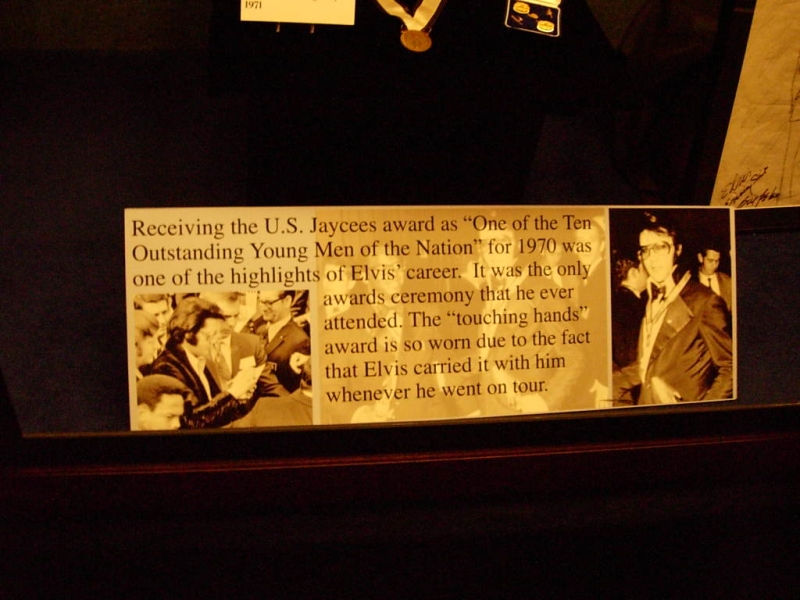 1971
Receiving the U.S. Jaycees award as “One of the Ten
Outstanding Young Men of the Nation” for 1970 was
one of the highlights of Elvis’ career.  It was the only
awards ceremony that he ever
attended. The “touching hands”
award is so worn due to the fact
that Elvis carried it with him
whenever he went on tour.